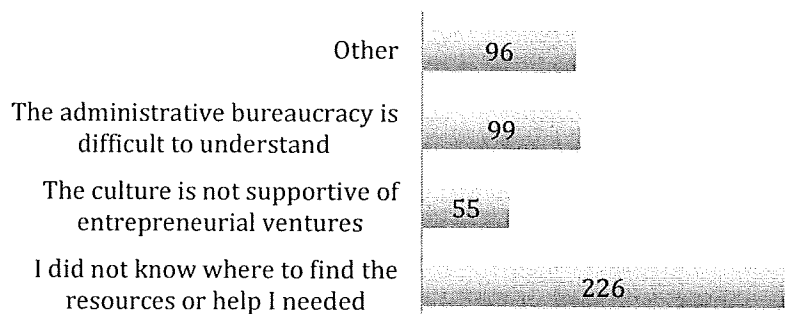 Other
96
The administrative bureaucracy is
difficult to understand
99
The culture is not supportive of
entrepreneurial ventures
55
I did not know where to find the
resources or help I needed
226